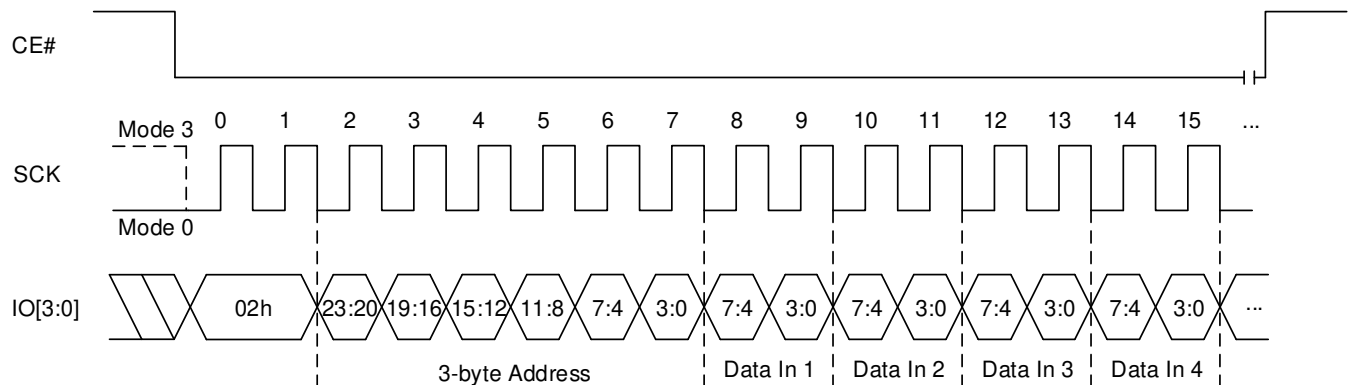 CE#
Mode 3 0 1 2 3 4 5 6 7 8 9 10 11 12 13 14 15 ...
SCK
Mode 0
IO[3:0] 02h 23:20 19:16 15:12 11:8 7:4 3:0 7:4 3:0 7:4 3:0 7:4 3:0 7:4 3:0 ...
3-byte Address Data In 1 Data In 2 Data In 3 Data In 4